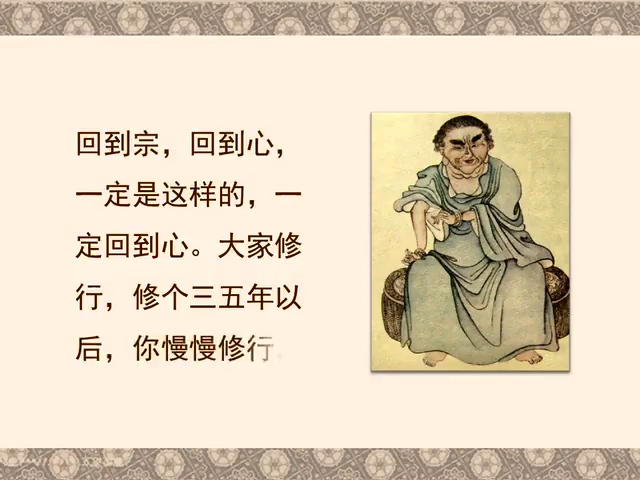 回到宗，回到心，
一定是这样的，一
定回到心。大家修
行，修个三五年以
后，你慢慢修行